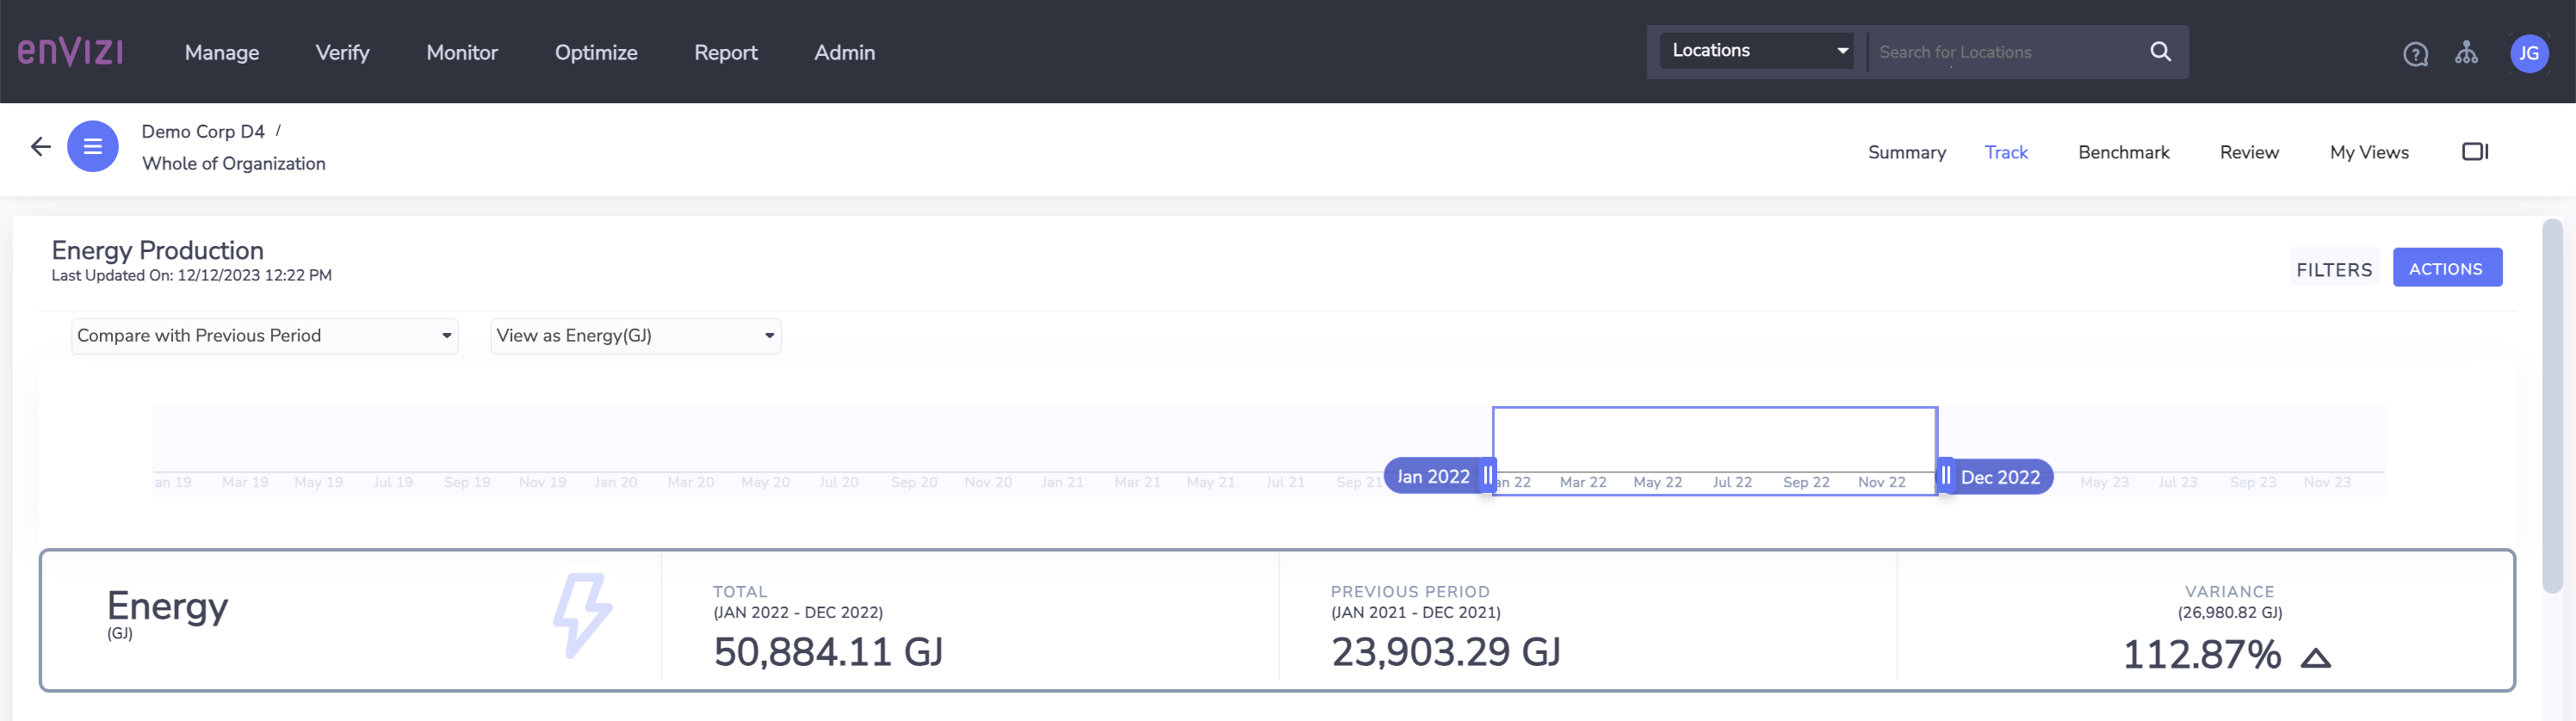 enVizi Manage Verify Monitor Optimize Report Admin Locations Search for Locations JG
Demo Corp D4 /
Whole of Organization
Summary Track Benchmark Review My Views
Energy Production
Last Updated On: 12/12/2023 12:22 PM
FILTERS ACTIONS
Compare with Previous Period View as Energy(GJ)
an 19 Mar 19 May 19 Jul 19 Sep 19 Nov 19 Jan 20 Mar 20 May 20 Jul 20 Sep 20 Nov 20 Jan 21 Mar 21 May 21 Jul 21 Sep 21 Jan 2022 an 22 Mar 22 May 22 Jul 22 Sep 22 Nov 22 Dec 2022 May 23 Jul 23 Sep 23 Nov 23
Energy
(GJ)
TOTAL
(JAN 2022 - DEC 2022)
50,884.11 GJ
PREVIOUS PERIOD
(JAN 2021 - DEC 2021)
23,903.29 GJ
VARIANCE
(26,980.82 GJ)
112.87%